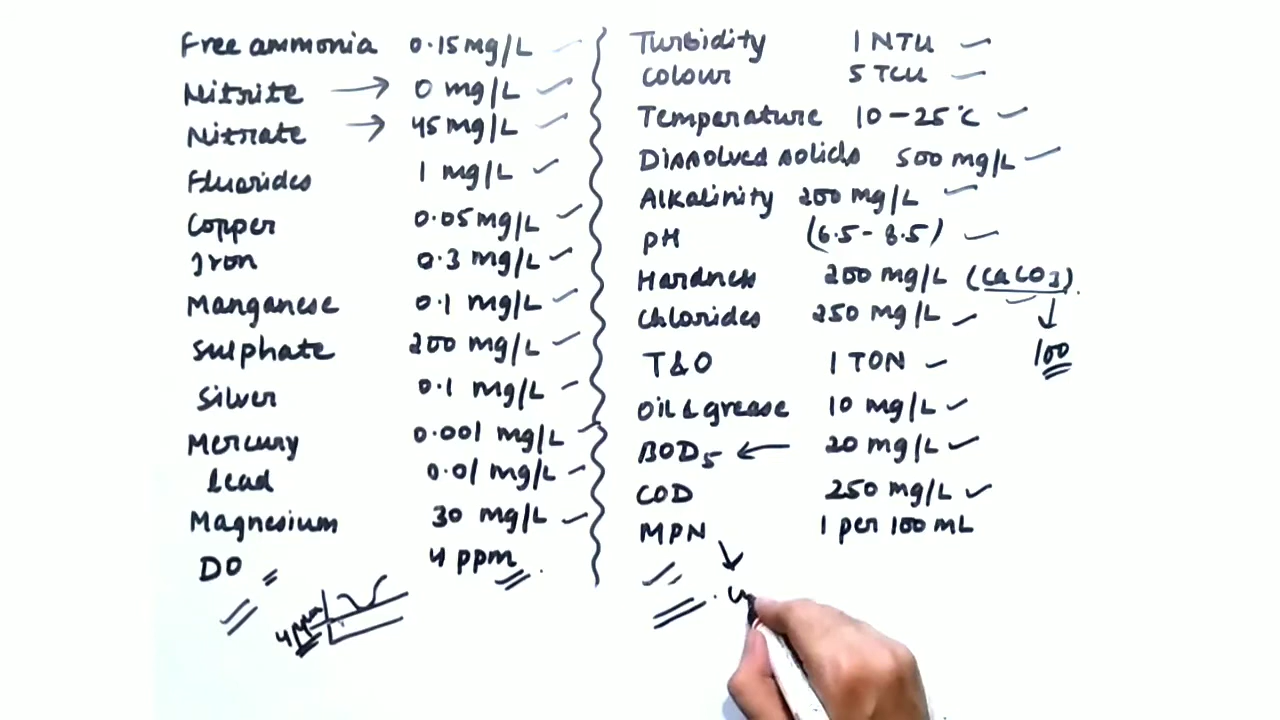 Free ammonia 0.15 mg/L
Nitrite → 0 mg/L
Nitrate → 45 mg/L
Fluorides 1 mg/L
Copper 0.05 mg/L
Iron 0.3 mg/L
Manganese 0.1 mg/L
Sulphate 200 mg/L
Silver 0.1 mg/L
Mercury 0.001 mg/L
Lead 0.01 mg/L
Magnesium 30 mg/L
DO 4 ppm
4 ppm
Turbidity 1 NTU
Colour 5 TCU
Temperature 10-25°C
Dissolved solids 500 mg/L
Alkalinity 200 mg/L
pH (6.5-8.5)
Hardness 200 mg/L (CaCO3).
Chlorides 250 mg/L
100
T&O 1 TON
Oil & grease 10 mg/L
BOD5 ← 20 mg/L
COD 250 mg/L
MPN 1 per 100 mL